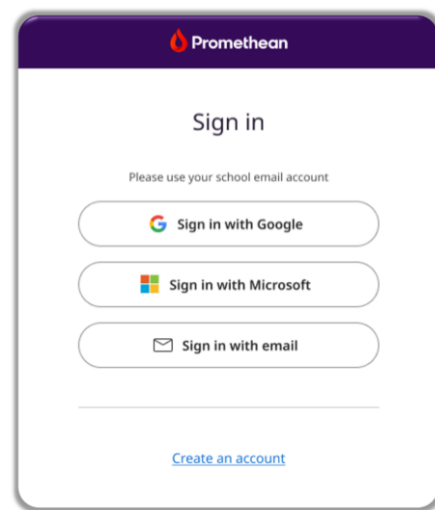 Promethean
Sign in
Please use your school email account
Sign in with Google
Sign in with Microsoft
Sign in with email
Create an account